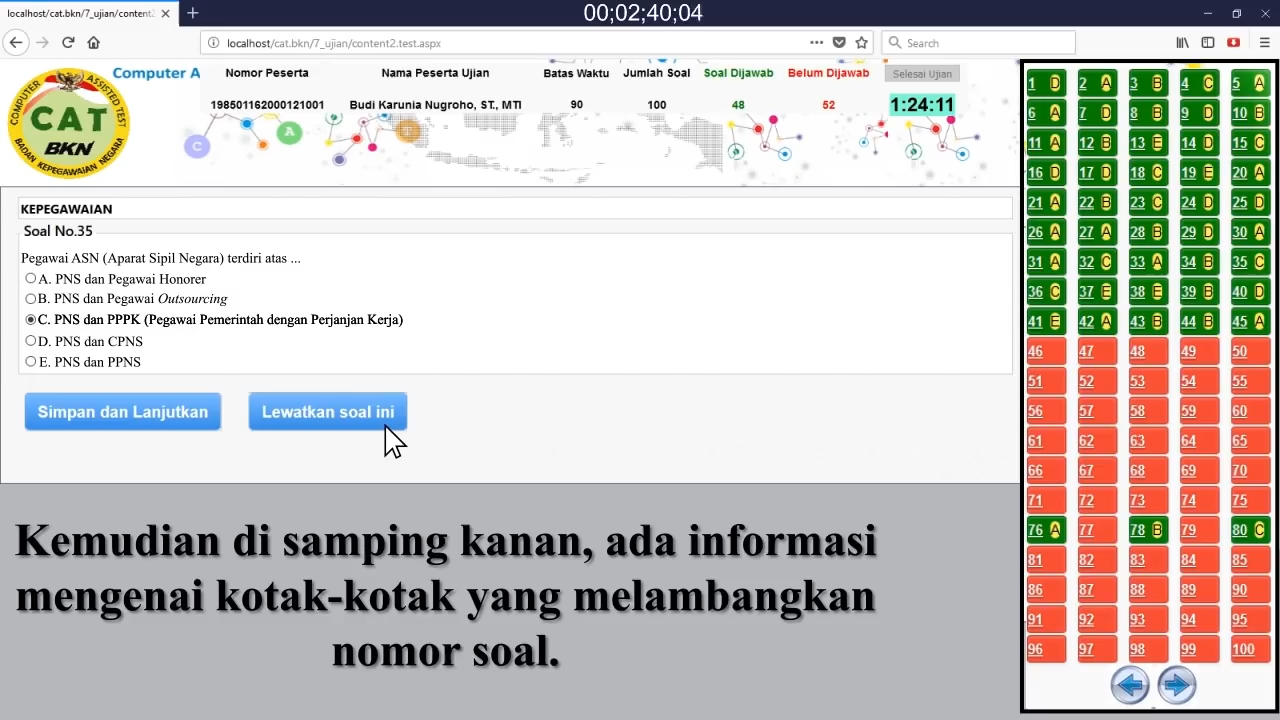 00;02;40;04
localhost/cat.bkn/7_ujian/content2
localhost/cat.bkn/7_ujian/content2.test.aspx
Search
COMPUTER ASSISTED TEST
CAT
BKN
BADAN KEPEGAWAIAN NEGARA
Computer A
C
Nomor Peserta Nama Peserta Ujian Batas Waktu Jumlah Soal Soal Dijawab Belum Dijawab Selesai Ujian
198501162000121001 Budi Karunia Nugroho, ST., MTI 90 100 48 52 1:24:11
KEPEGAWAIAN
Soal No.35
Pegawai ASN (Aparat Sipil Negara) terdiri atas ...
A. PNS dan Pegawai Honorer
B. PNS dan Pegawai Outsourcing
C. PNS dan PPPK (Pegawai Pemerintah dengan Perjanjan Kerja)
D. PNS dan CPNS
E. PNS dan PPNS
Simpan dan Lanjutkan Lewatkan soal ini
Kemudian di samping kanan, ada informasi
mengenai kotak-kotak yang melambangkan
nomor soal.
1 D 2 A 3 B 4 C 5 A
6 A 7 D 8 B 9 D 10 B
11 A 12 B 13 E 14 D 15 C
16 D 17 D 18 C 19 E 20 A
21 A 22 B 23 C 24 D 25 D
26 A 27 A 28 B 29 D 30 A
31 A 32 C 33 A 34 B 35 C
36 C 37 E 38 E 39 B 40 D
41 E 42 A 43 B 44 B 45 A
46 47 48 49 50
51 52 53 54 55
56 57 58 59 60
61 62 63 64 65
66 67 68 69 70
71 72 73 74 75
76 A 77 78 B 79 80 C
81 82 83 84 85
86 87 88 89 90
91 92 93 94 95
96 97 98 99 100